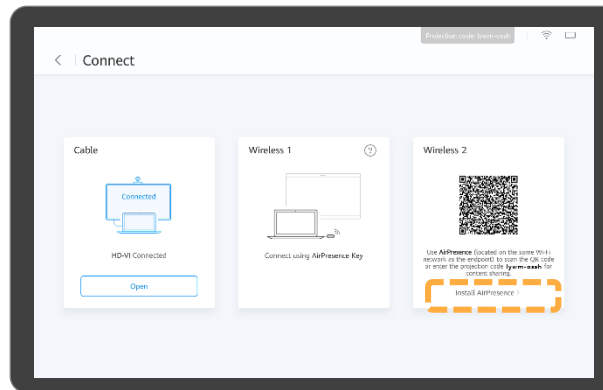 Projection code: lywm-ossh
Connect
Cable
Connected
HD-VI Connected
Open
Wireless 1
?
Connect using AirPresence Key
Wireless 2
Use AirPresence (located on the same Wi-Fi
network as the endpoint) to scan the QR code
or enter the projection code lywm-ossh for
content sharing.
Install AirPresence >